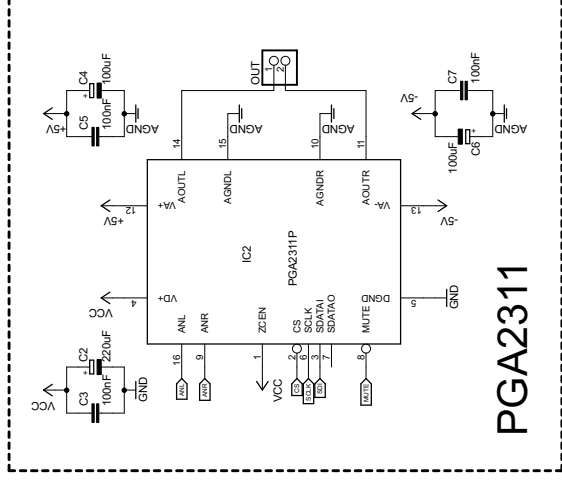 +5V
C4
100uF
+
C5
100nF
AGND
OUT
1
2
-5V
C7
100nF
100uF
C6
+
AGND
14
15
AGND
10
AGND
11
AOUTL
AGNDL
AGNDR
AOUTR
+5V
12
VA+
VA-
13
-5V
IC2
PGA2311P
VCC
4
VD+
DGND
5
GND
ANL
ANR
ZCEN
CS
SCLK
SDATAI
SDATAO
MUTE
16
9
1
2
6
3
7
8
ANL
ANR
VCC
CS
SCLK
SDI
MUTE
VCC
C2
220uF
+
C3
100nF
GND
PGA2311